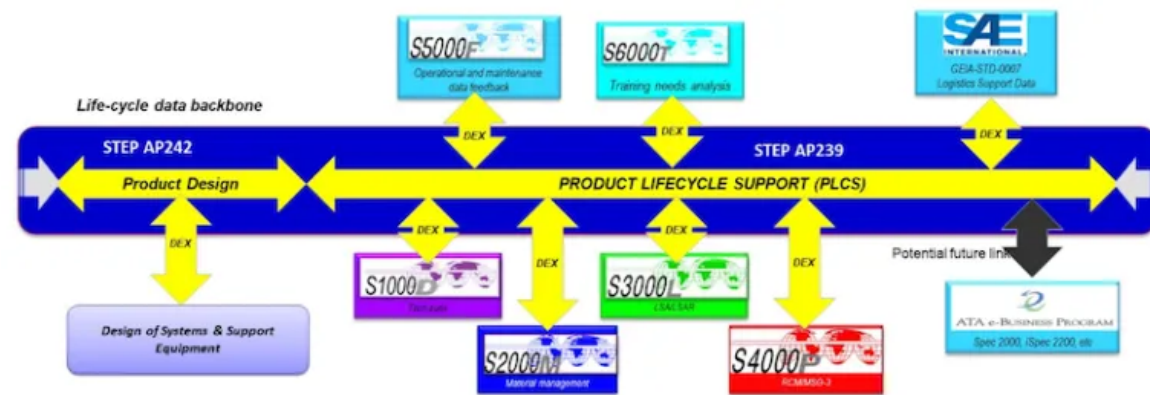 S5000F
Operational and maintenance
data feedback
S6000T
Training needs analysis
SAE
INTERNATIONAL
GEIA-STD-0007
Logistics Support Data
Life-cycle data backbone
DEX
DEX
DEX
STEP AP242
STEP AP239
Product Design
PRODUCT LIFECYCLE SUPPORT (PLCS)
DEX
DEX
DEX
DEX
DEX
Potential future link
S1000D
S3000L
LSA/LSAR
Design of Systems & Support
Equipment
ATA e-BUSINESS PROGRAM
Spec 2000, iSpec 2200, etc
S2000M
Material management
S4000P
RCM/MSG-3